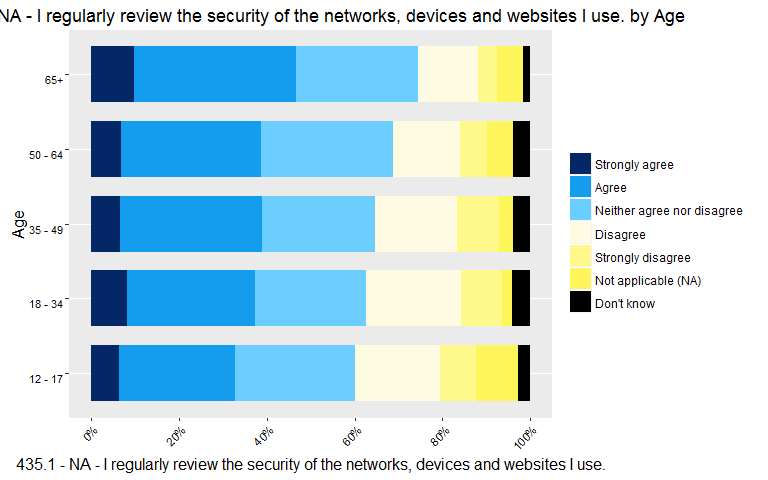 NA - I regularly review the security of the networks, devices and websites I use. by Age
65+
50 - 64
35 - 49
18 - 34
12 - 17
Age
0%
20%
40%
60%
80%
100%
Strongly agree
Agree
Neither agree nor disagree
Disagree
Strongly disagree
Not applicable (NA)
Don't know
435.1 - NA - I regularly review the security of the networks, devices and websites I use.